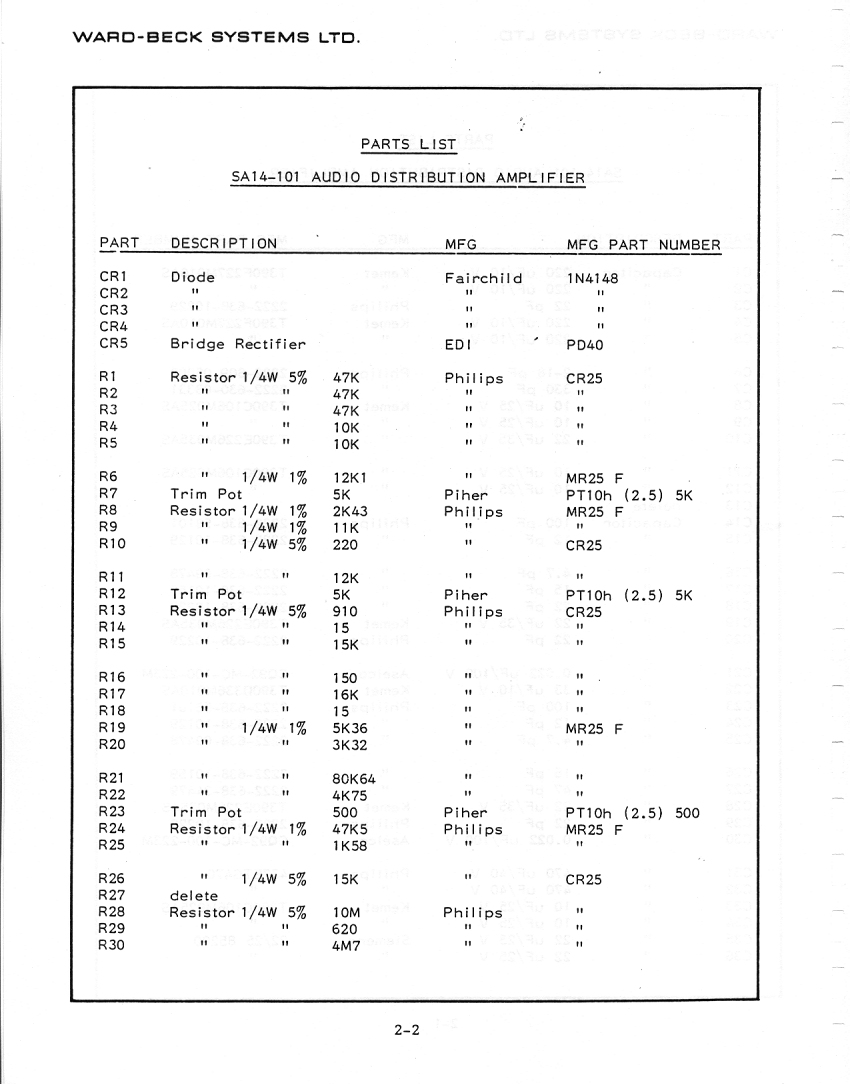 WARD-BECK SYSTEMS LTD.
PARTS LIST
SA14-101 AUDIO DISTRIBUTION AMPLIFIER
PART DESCRIPTION MFG MFG PART NUMBER
CR1 Diode Fairchild 1N4148
CR2 " " "
CR3 " " "
CR4 " " "
CR5 Bridge Rectifier EDI PD40
R1 Resistor 1/4W 5% 47K Philips CR25
R2 " " 47K " "
R3 " " 47K " "
R4 " " 10K " "
R5 " " 10K " "
R6 " 1/4W 1% 12K1 " MR25 F
R7 Trim Pot 5K Piher PT10h (2.5) 5K
R8 Resistor 1/4W 1% 2K43 Philips MR25 F
R9 " 1/4W 1% 11K " "
R10 " 1/4W 5% 220 " CR25
R11 " " 12K " "
R12 Trim Pot 5K Piher PT10h (2.5) 5K
R13 Resistor 1/4W 5% 910 Philips CR25
R14 " " 15 " "
R15 " " 15K " "
R16 " " 150 " "
R17 " " 16K " "
R18 " " 15 " "
R19 " 1/4W 1% 5K36 " MR25 F
R20 " " 3K32 " "
R21 " " 80K64 " "
R22 " " 4K75 " "
R23 Trim Pot 500 Piher PT10h (2.5) 500
R24 Resistor 1/4W 1% 47K5 Philips MR25 F
R25 " " 1K58 " "
R26 " 1/4W 5% 15K " CR25
R27 delete
R28 Resistor 1/4W 5% 10M Philips "
R29 " " 620 " "
R30 " " 4M7 " "
2-2